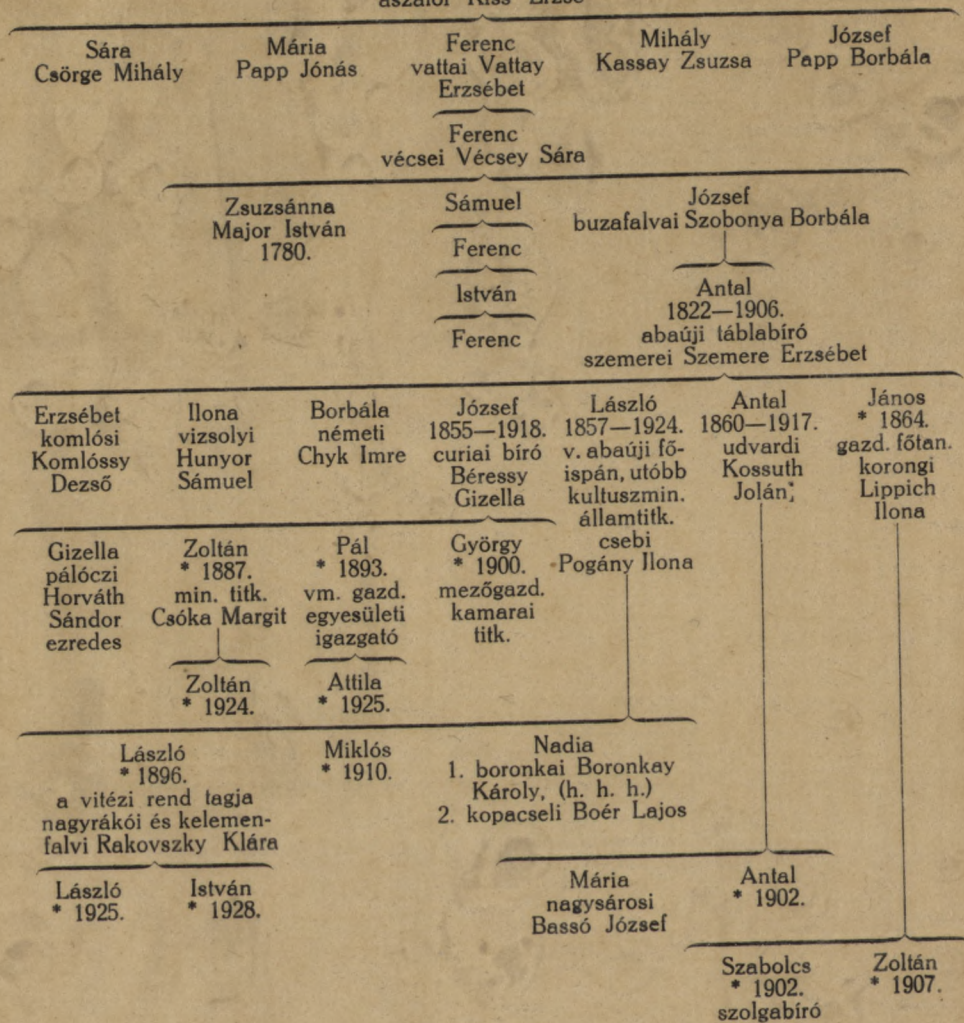 aszalói Kiss Erzse
Sára
Csörge Mihály
Mária
Papp Jónás
Ferenc
vattai Vattay
Erzsébet
Mihály
Kassay Zsuzsa
József
Papp Borbála
Ferenc
vécsei Vécsey Sára
Zsuzsánna
Major István
1780.
Sámuel
Ferenc
István
Ferenc
József
buzafalvai Szobonya Borbála
Antal
1822—1906.
abaúji táblabíró
szemerei Szemere Erzsébet
Erzsébet
komlósi
Komlóssy
Dezső
Ilona
vizsolyi
Hunyor
Sámuel
Borbála
németi
Chyk Imre
József
1855—1918.
curiai bíró
Béressy
Gizella
László
1857—1924.
v. abaúji fő-
ispán, utóbb
kultuszmin.
államtitk.
csebi
Pogány Ilona
Antal
1860—1917.
udvardi
Kossuth
Jolán;
János
* 1864.
gazd. főtan.
korongi
Lippich
Ilona
Gizella
pálóczi
Horváth
Sándor
ezredes
Zoltán
* 1887.
min. titk.
Csóka Margit
Pál
* 1893.
vm. gazd.
egyesületi
igazgató
György
* 1900.
mezőgazd.
kamarai
titk.
Zoltán
* 1924.
Attila
* 1925.
László
* 1896.
a vitézi rend tagja
nagyrákói és kelemen-
falvi Rakovszky Klára
Miklós
* 1910.
Nadia
1. boronkai Boronkay
Károly, (h. h. h.)
2. kopacseli Boér Lajos
László
* 1925.
István
* 1928.
Mária
nagysárosi
Bassó József
Antal
* 1902.
Szabolcs
* 1902.
szolgabíró
Zoltán
* 1907.